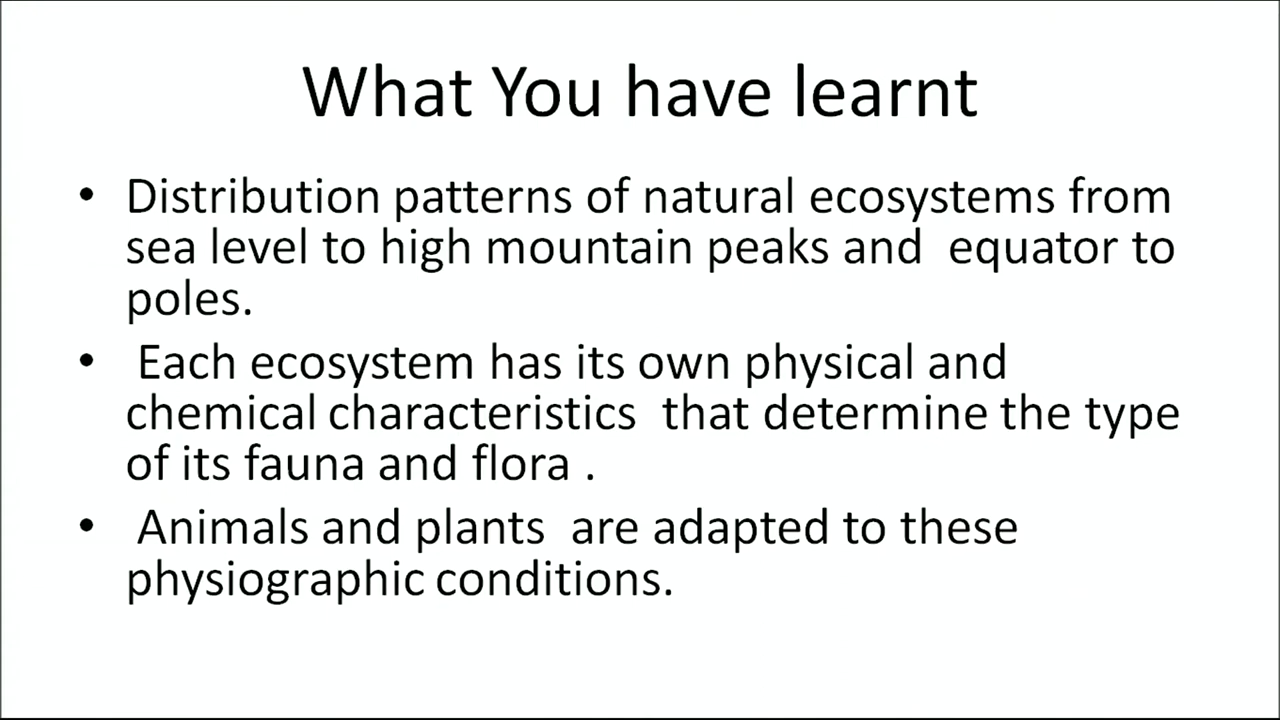 What You have learnt
• Distribution patterns of natural ecosystems from
sea level to high mountain peaks and  equator to
poles.
•  Each ecosystem has its own physical and
chemical characteristics  that determine the type
of its fauna and flora .
•  Animals and plants  are adapted to these
physiographic conditions.